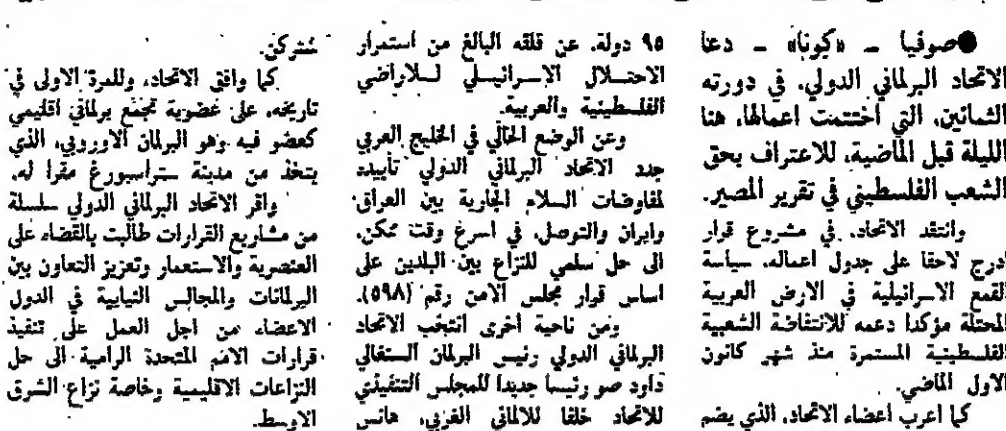 ●صوفيا – «كونا» – دعا
الاتحاد البرلماني الدولي، في دورته
الثمانين، التي اختتمت اعمالها، هنا
الليلة قبل الماضية، للاعتراف بحق
الشعب الفلسطيني في تقرير المصير.
وانتقد الاتحاد، في مشروع قرار
ادرج لاحقا على جدول اعماله، سياسة
القمع الاسرائيلية في الارض العربية
المحتلة مؤكدا دعمه للانتفاضة الشعبية
الفلسطينية المستمرة منذ شهر كانون
الاول الماضي.
كما اعرب اعضاء الاتحاد، الذي يضم
٩٥ دولة، عن قلقه البالغ من استمرار
الاحتلال الاسرائيلي للاراضي
الفلسطينية والعربية.
وعن الوضع الحالي في الخليج العربي
جدد الاتحاد البرلماني الدولي تأييده
لمفاوضات السلام الجارية بين العراق
وايران والتوصل، في اسرع وقت ممكن،
الى حل سلمي للنزاع بين البلدين على
اساس قرار مجلس الامن رقم (٥٩٨).
ومن ناحية أخرى انتخب الاتحاد
البرلماني الدولي رئيس البرلمان السنغالي
داود صو رئيسا جديدا للمجلس التنفيذي
للاتحاد خلفا للالماني الغربي، هانس
شتركن.
كما وافق الاتحاد، وللمرة الاولى في
تاريخه، على عضوية تجمع برلماني اقليمي
كعضو فيه وهو البرلمان الاوروبي، الذي
يتخذ من مدينة ستراسبورغ مقرا له.
واقر الاتحاد البرلماني الدولي سلسلة
من مشاريع القرارات طالبت بالقضاء على
العنصرية والاستعمار وتعزيز التعاون بين
البرلمانات والمجالس النيابية في الدول
الاعضاء من اجل العمل على تنفيذ
قرارات الامم المتحدة الرامية الى حل
النزاعات الاقليمية وخاصة نزاع الشرق
الاوسط.